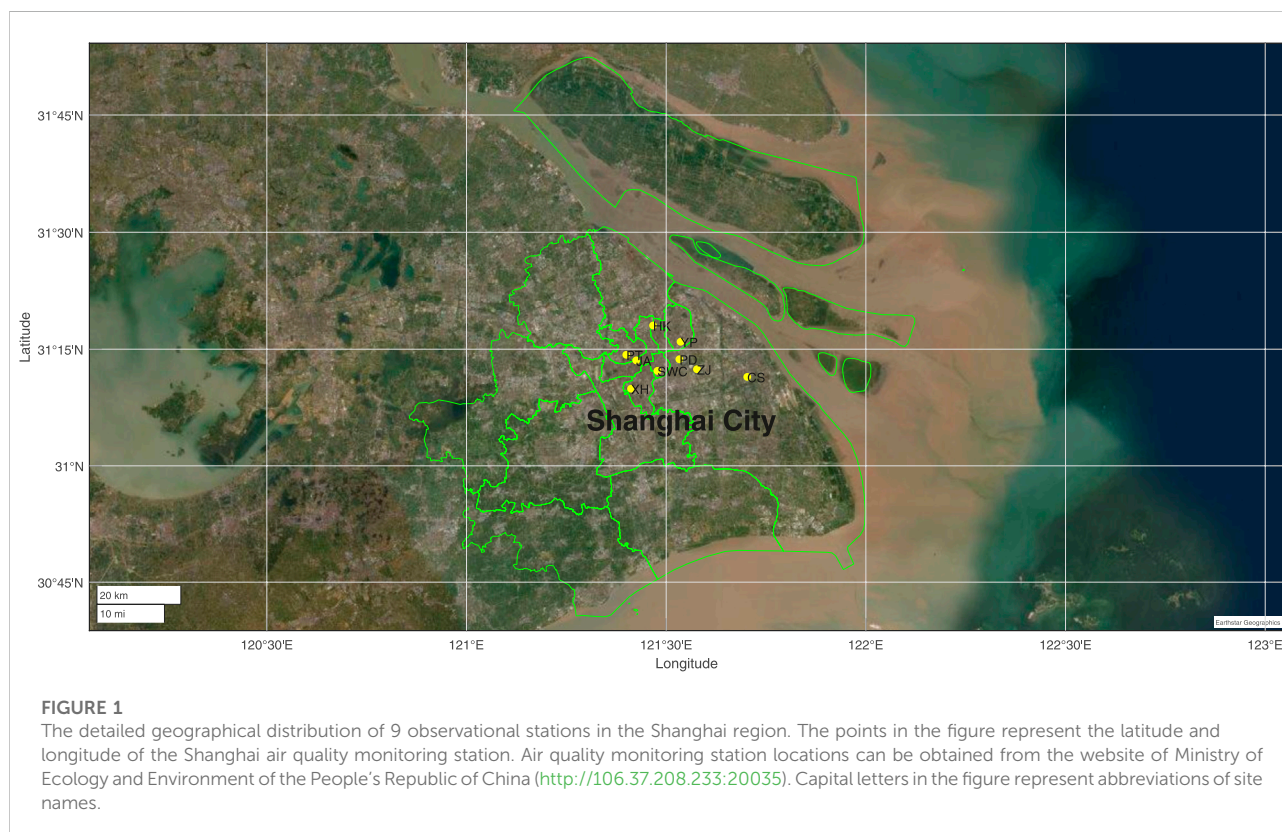 31°45'N
31°30'N
31°15'N
31°N
30°45'N
Latitude
HK
YP
PT
JA
PD
SWC
ZJ
CS
XH
Shanghai City
20 km
10 mi
Earthstar Geographics
120°30'E
121°E
121°30'E
122°E
122°30'E
Longitude
FIGURE 1
The detailed geographical distribution of 9 observational stations in the Shanghai region. The points in the figure represent the latitude and
longitude of the Shanghai air quality monitoring station. Air quality monitoring station locations can be obtained from the website of Ministry of
Ecology and Environment of the People's Republic of China (http://106.37.208.233:20035). Capital letters in the figure represent abbreviations of site
names.